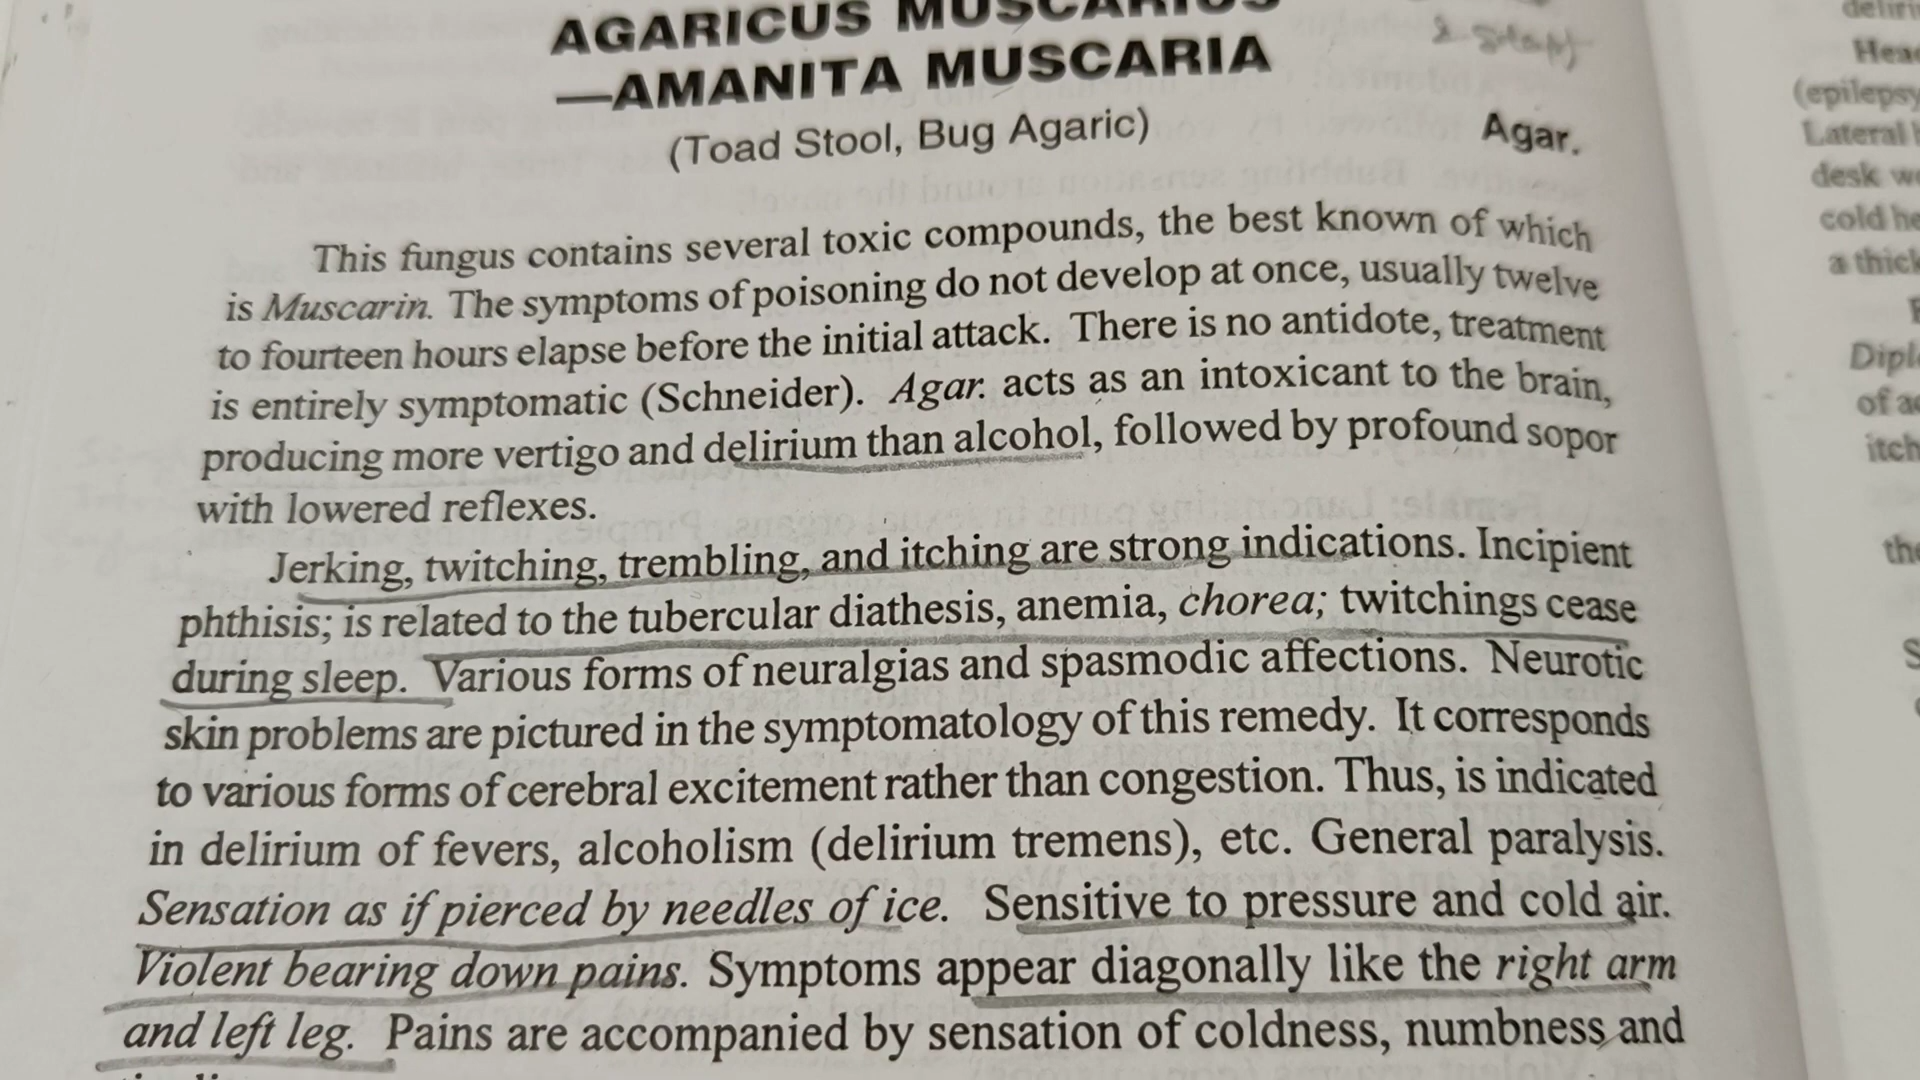 AGARICUS MUSCARIUS
—AMANITA MUSCARIA
(Toad Stool, Bug Agaric)
Agar.
This fungus contains several toxic compounds, the best known of which
is Muscarin. The symptoms of poisoning do not develop at once, usually twelve
to fourteen hours elapse before the initial attack. There is no antidote, treatment
is entirely symptomatic (Schneider). Agar. acts as an intoxicant to the brain,
producing more vertigo and delirium than alcohol, followed by profound sopor
with lowered reflexes.
Jerking, twitching, trembling, and itching are strong indications. Incipient
phthisis; is related to the tubercular diathesis, anemia, chorea; twitchings cease
during sleep. Various forms of neuralgias and spasmodic affections. Neurotic
skin problems are pictured in the symptomatology of this remedy. It corresponds
to various forms of cerebral excitement rather than congestion. Thus, is indicated
in delirium of fevers, alcoholism (delirium tremens), etc. General paralysis.
Sensation as if pierced by needles of ice. Sensitive to pressure and cold air.
Violent bearing down pains. Symptoms appear diagonally like the right arm
and left leg. Pains are accompanied by sensation of coldness, numbness and
(epilepsy
Lateral
desk
cold
a thick
of